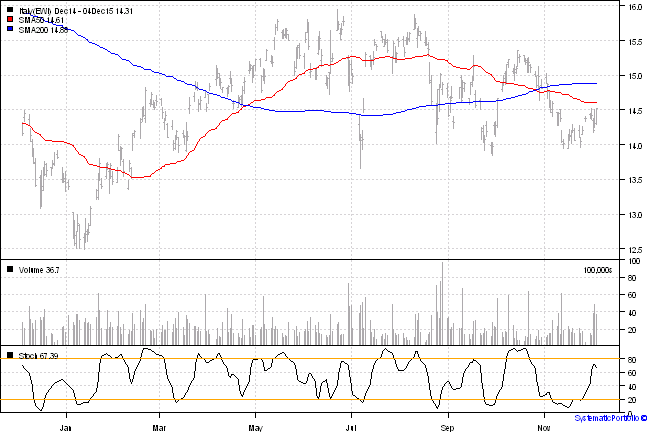 Italy(EWI) Dec14 - 04Dec15 14.31
SMA50 14.61
SMA200 14.88
16.0
15.5
15.0
14.5
14.0
13.5
13.0
12.5
Volume 36.7
100,000s
100
80
60
40
20
Stoch 67.39
80
60
40
20
0
Jan Mar May Jul Sep Nov
SystematicPortfolio ©